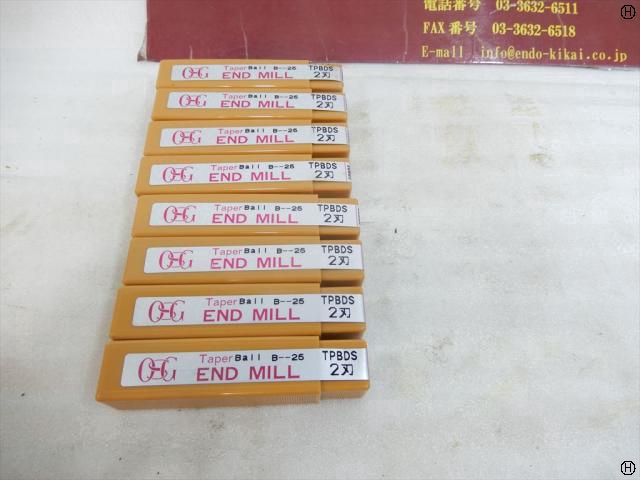 電話番号 03-3632-6511
FAX番号 03-3632-6518
E-mail info@endo-kikai.co.jp
OSG Taper Ball B--25 TPBDS
END MILL 2刃
OSG Taper Ball B--25 TPBDS
END MILL 2刃
OSG Taper Ball B--25 TPBDS
END MILL 2刃
OSG Taper Ball B--25 TPBDS
END MILL 2刃
OSG Taper Ball B--25 TPBDS
END MILL 2刃
OSG Taper Ball B--25 TPBDS
END MILL 2刃
OSG Taper Ball B--25 TPBDS
END MILL 2刃
OSG Taper Ball B--25 TPBDS
END MILL 2刃
H
H